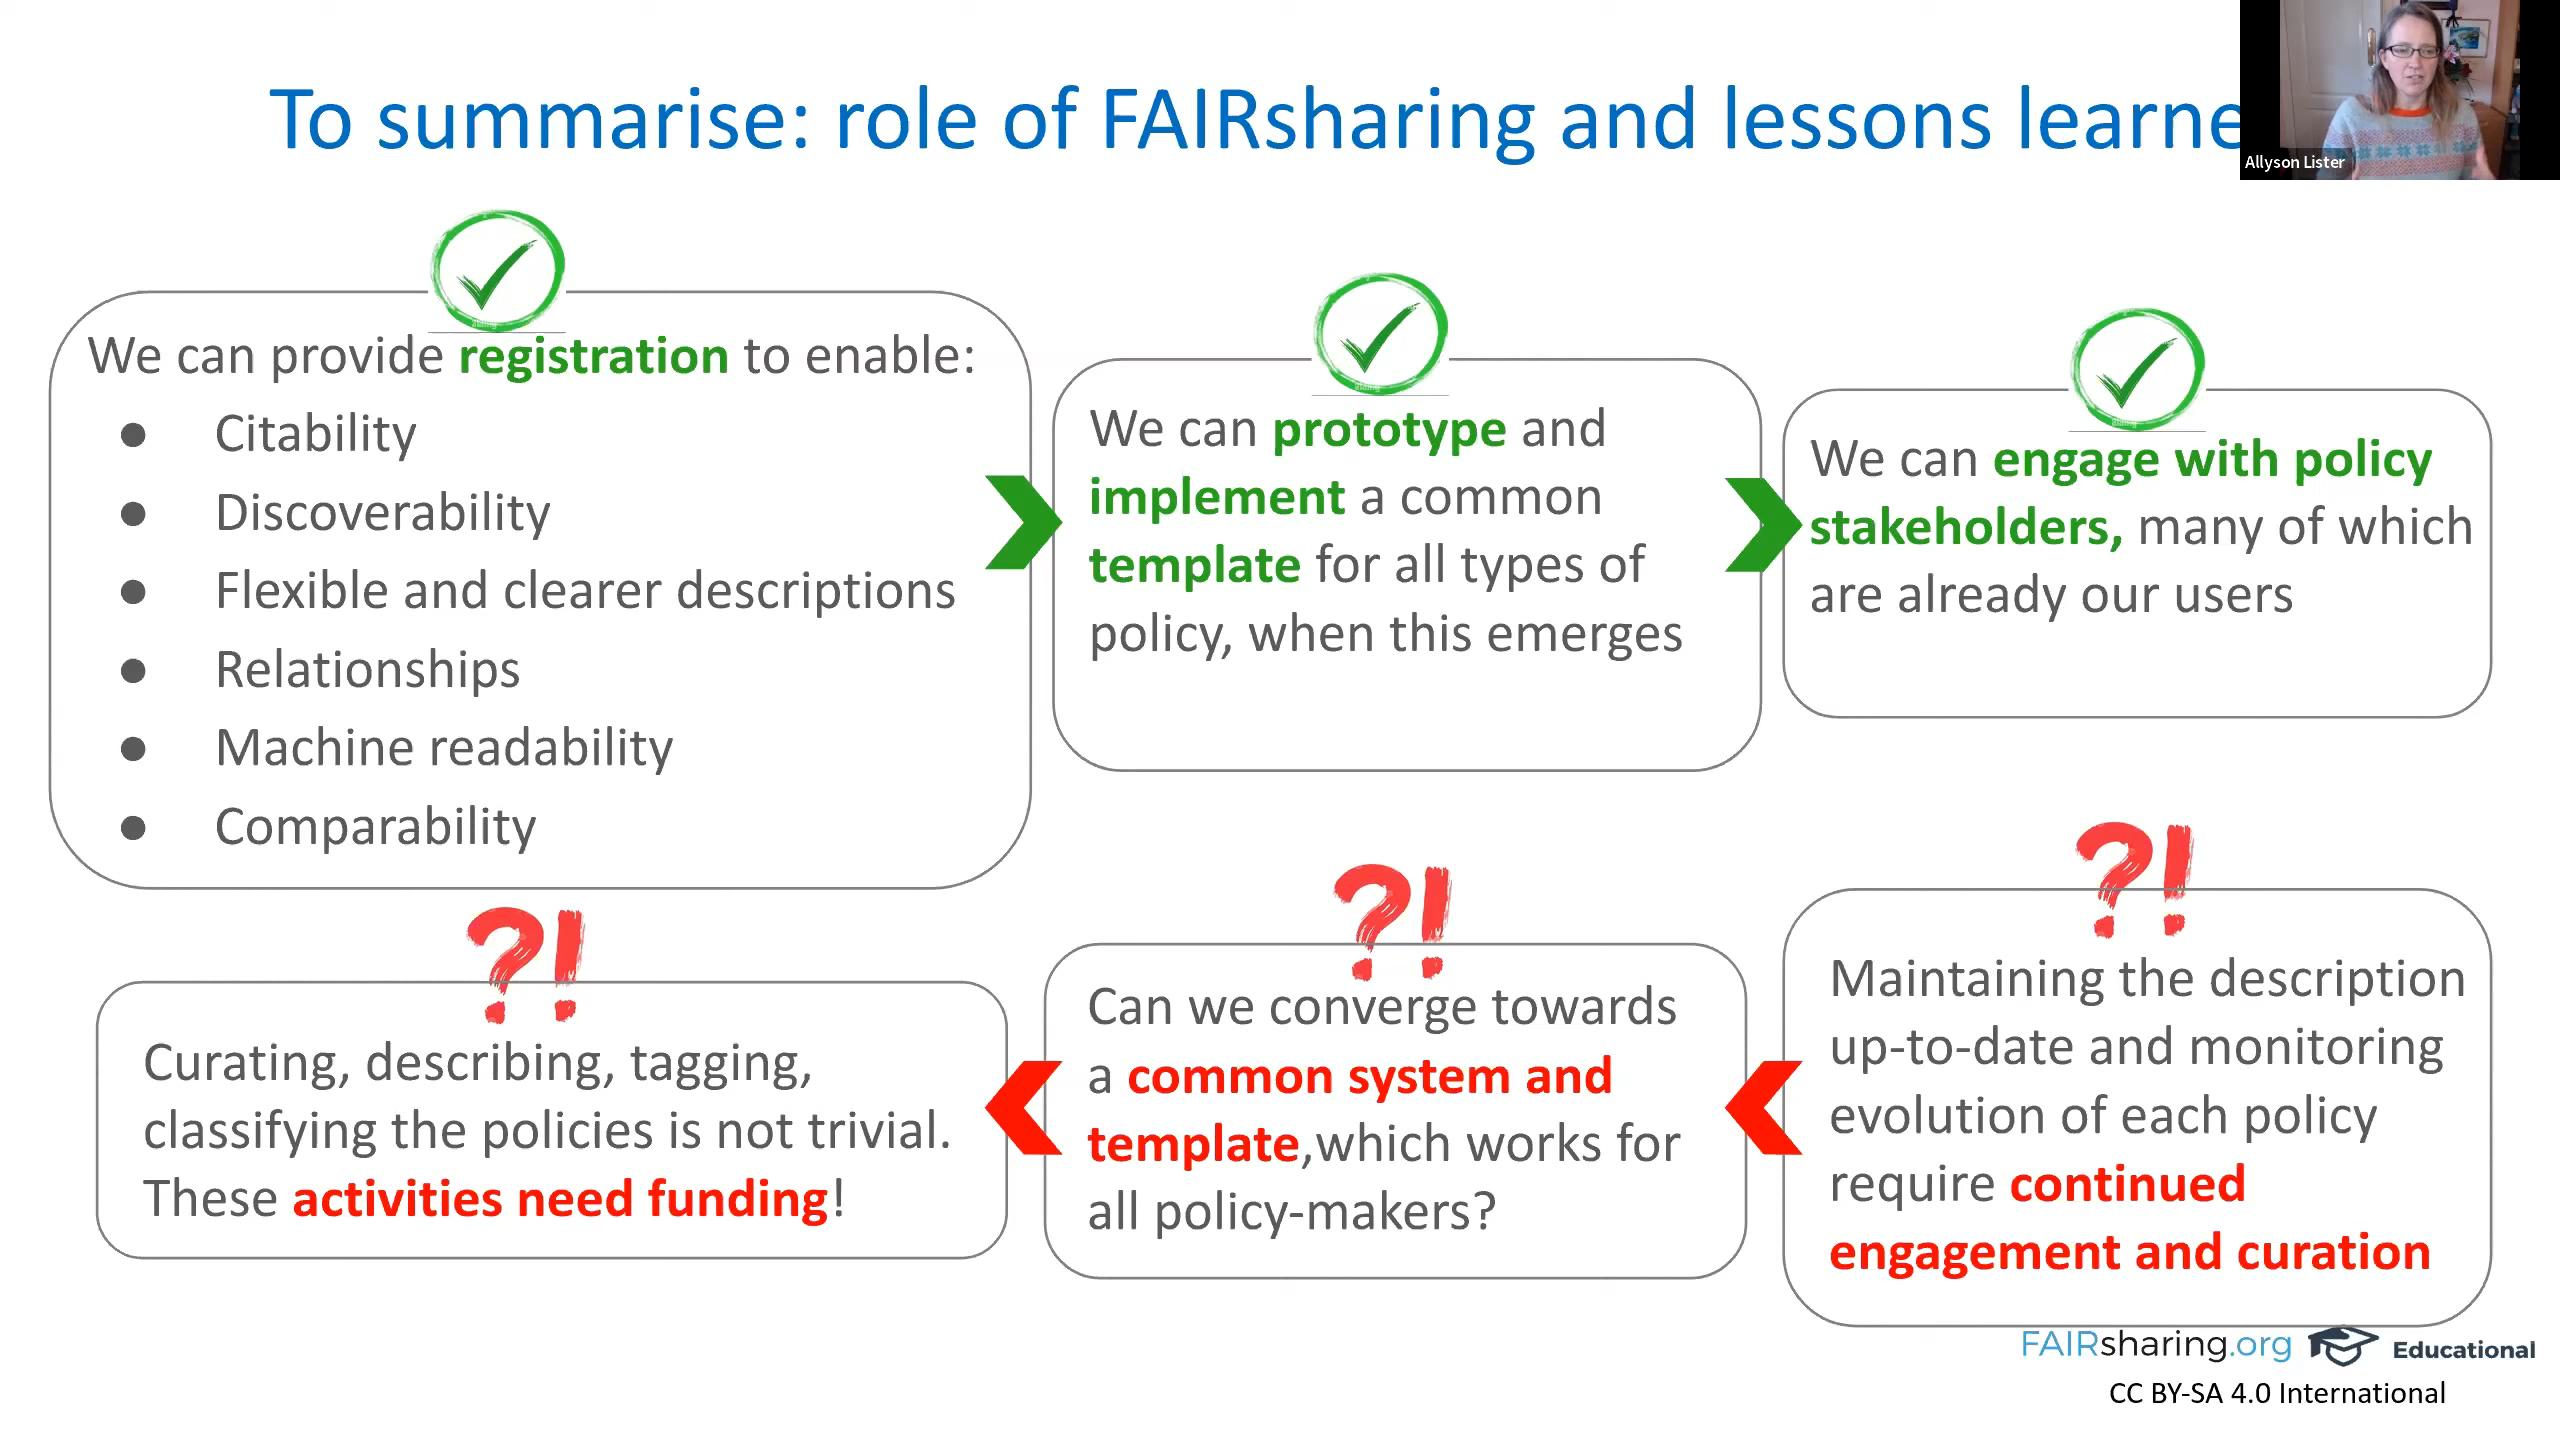 To summarise: role of FAIRsharing and lessons learne
Allyson Lister
We can provide registration to enable:
● Citability
● Discoverability
● Flexible and clearer descriptions
● Relationships
● Machine readability
● Comparability
We can prototype and
implement a common
template for all types of
policy, when this emerges
We can engage with policy
stakeholders, many of which
are already our users
Curating, describing, tagging,
classifying the policies is not trivial.
These activities need funding!
Can we converge towards
a common system and
template,which works for
all policy-makers?
Maintaining the description
up-to-date and monitoring
evolution of each policy
require continued
engagement and curation
?!
?!
?!
FAIRsharing.org Educational
CC BY-SA 4.0 International